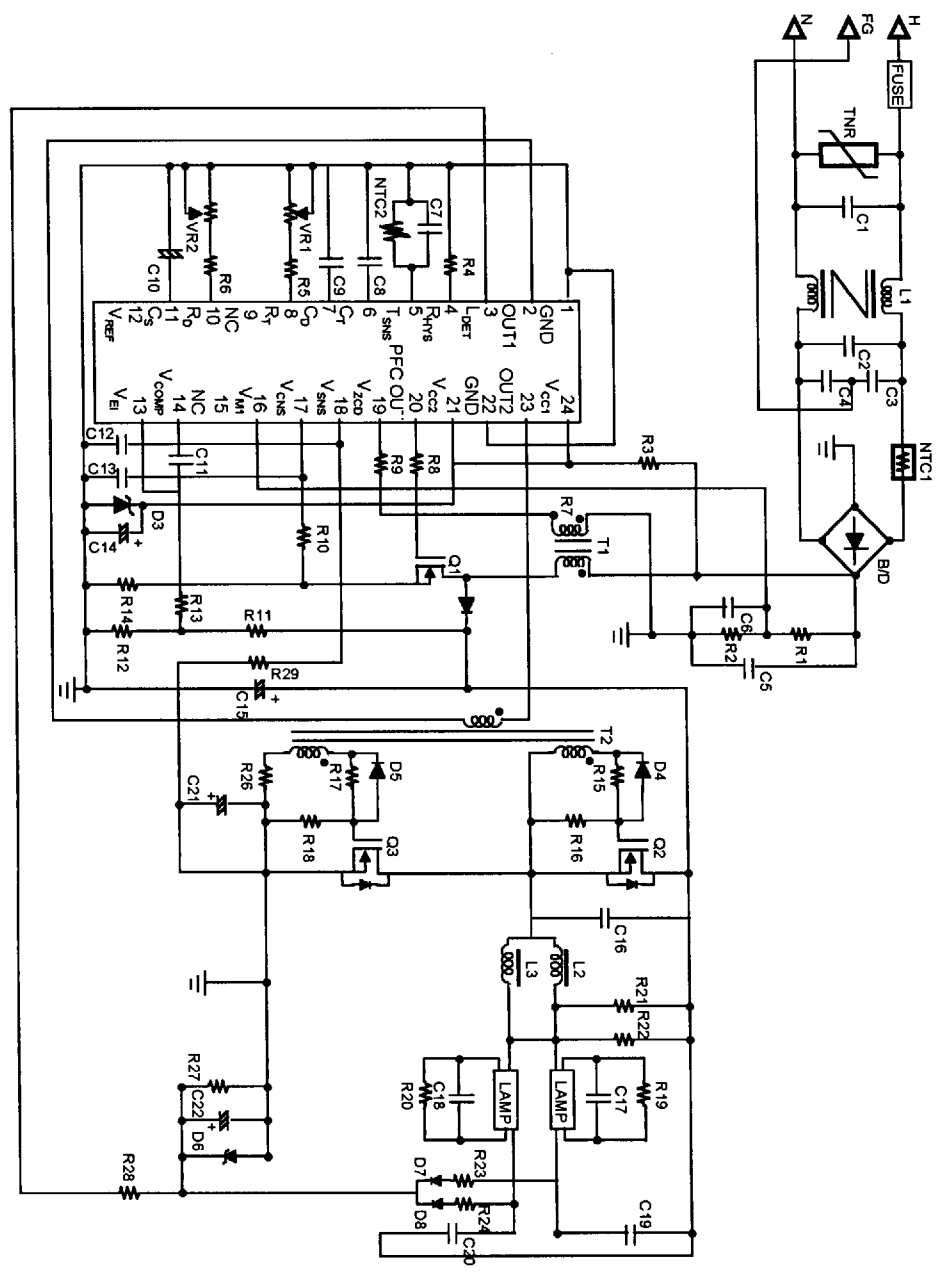 H
FG
N
FUSE
TNR
C1
L1
C2
C3
C4
NTC1
B/D
R1
R2
C6
C5
R3
R7
T1
1
2
3
4
5
6
7
8
9
10
11
12
GND
OUT1
LDET
RHYS
TSNS
CT
CD
RT
NC
RD
CS
VREF
24
23
22
21
20
19
18
17
16
15
14
13
VCC1
OUT2
GND
VCC2
PFC OU
VZCD
VSNS
VCNS
VM1
NC
VCOMP
VEI
R4
C7
NTC2
C8
C9
R5
VR1
R6
VR2
C10
R8
R9
C11
C12
C13
D3
C14
R10
Q1
R14
R13
R12
R11
R29
C15
+
+
T2
R15
D4
R16
Q2
R17
D5
R18
Q3
R26
C21
+
C16
L2
L3
R21
R22
LAMP
LAMP
C17
R19
C18
R20
R23
R24
D7
D8
C19
C20
R27
C22
+
D6
R28